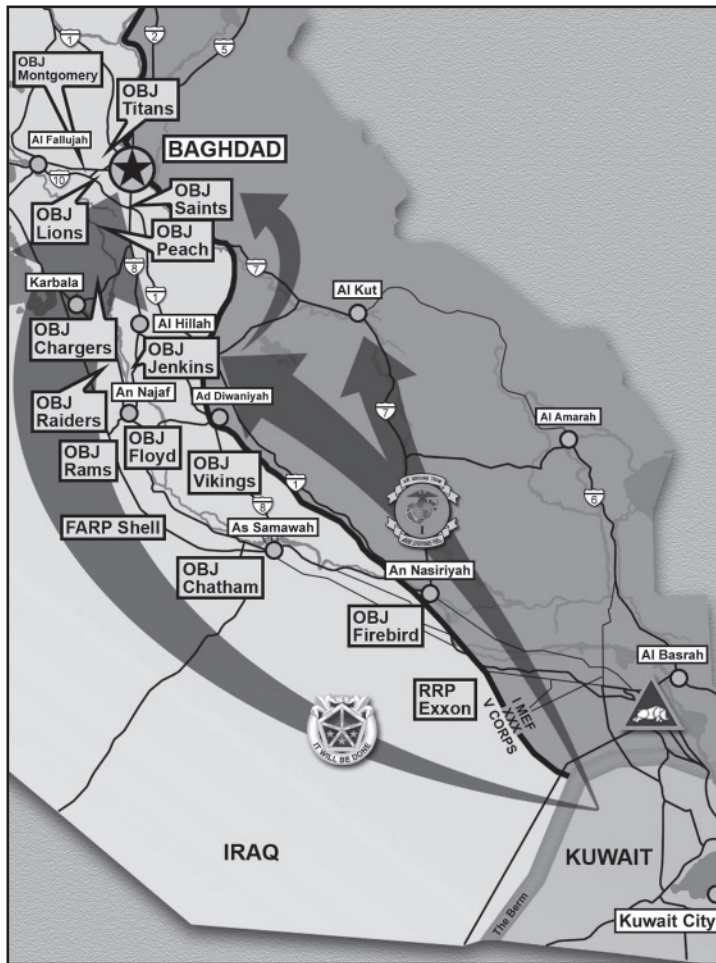 1
2
5
OBJ
Montgomery
OBJ
Titans
Al Fallujah
BAGHDAD
10
OBJ
Saints
OBJ
Lions
OBJ
Peach
8
7
Karbala
1
Al Kut
OBJ
Chargers
Al Hillah
OBJ
Jenkins
OBJ
Raiders
An Najaf
Ad Diwaniyah
7
Al Amarah
OBJ
Rams
OBJ
Floyd
OBJ
Vikings
1
6
8
FARP Shell
As Samawah
OBJ
Chatham
An Nasiriyah
OBJ
Firebird
Al Basrah
RRP
Exxon
I MEF
XXX
V CORPS
IT WILL BE DONE
IRAQ
KUWAIT
The Berm
Kuwait City